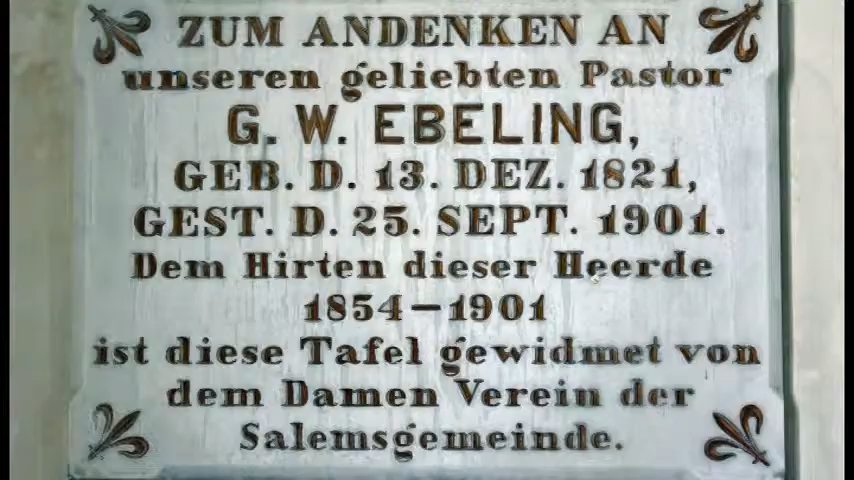 ZUM ANDENKEN AN
unseren geliebten Pastor
G. W. EBELING,
GEB. D. 13. DEZ. 1821,
GEST. D. 25. SEPT. 1901.
Dem Hirten dieser Heerde
1854–1901
ist diese Tafel gewidmet von
dem Damen Verein der
Salemsgemeinde.